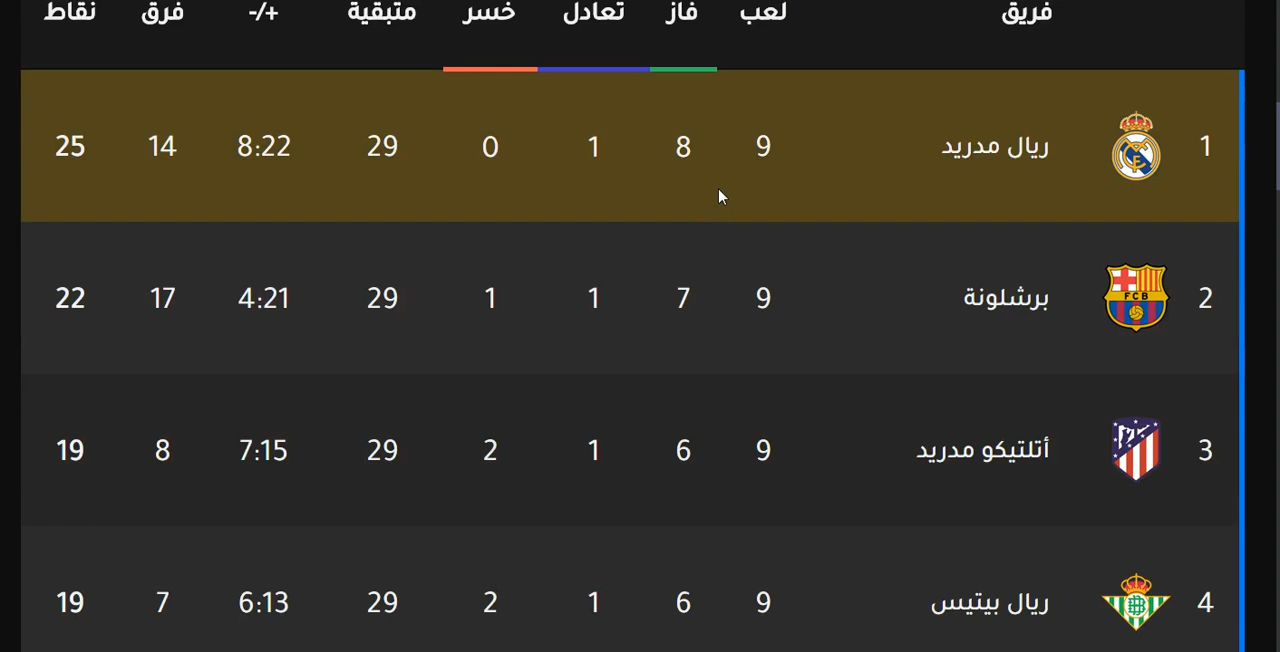 فريق لعب فاز تعادل خسر متبقية +/- فرق نقاط
1 ريال مدريد 9 8 1 0 29 8:22 14 25
2 برشلونة 9 7 1 1 29 4:21 17 22
3 أتلتيكو مدريد 9 6 1 2 29 7:15 8 19
4 ريال بيتيس 9 6 1 2 29 6:13 7 19